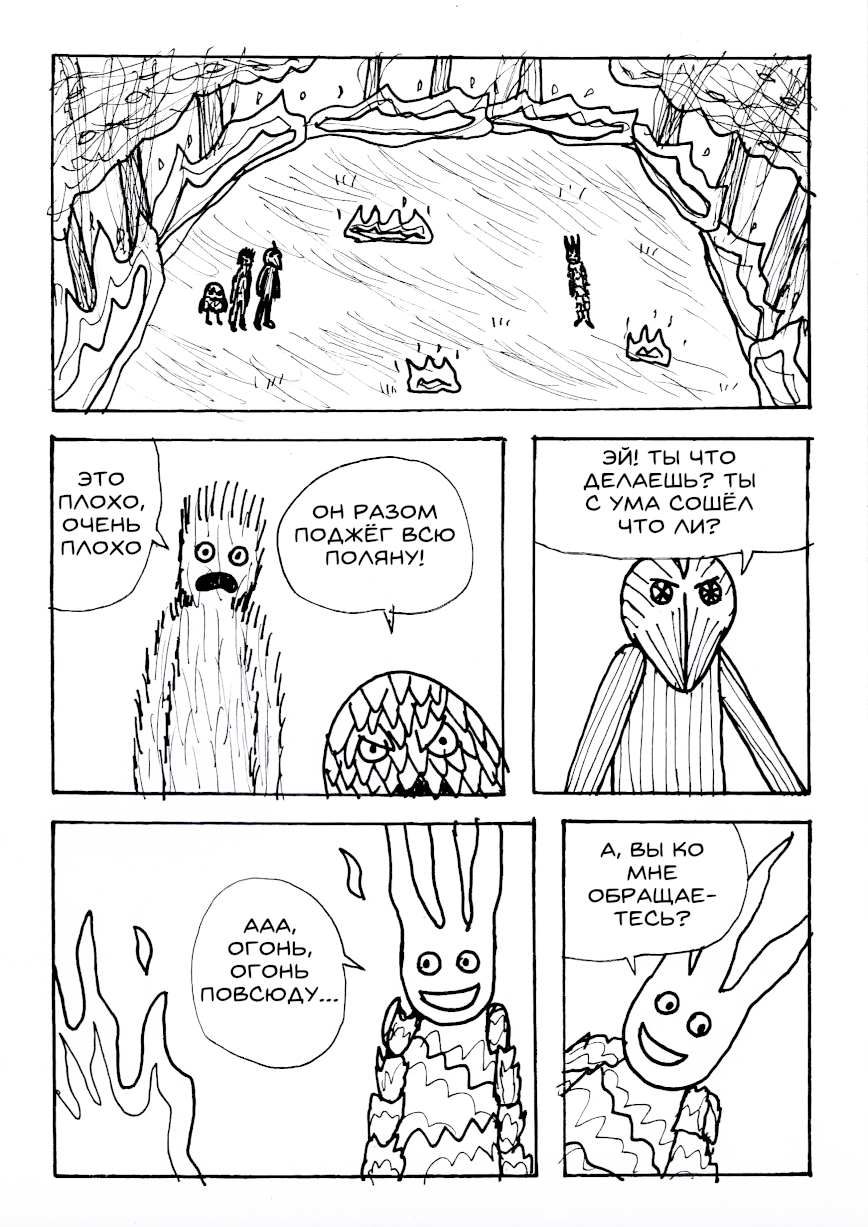 ЭТО
ПЛОХО,
ОЧЕНЬ
ПЛОХО
ОН РАЗОМ
ПОДЖЁГ ВСЮ
ПОЛЯНУ!
ЭЙ! ТЫ ЧТО
ДЕЛАЕШЬ? ТЫ
С УМА СОШЁЛ
ЧТО ЛИ?
ААА,
ОГОНЬ,
ОГОНЬ
ПОВСЮДУ...
А, ВЫ КО
МНЕ
ОБРАЩАЕ-
ТЕСЬ?